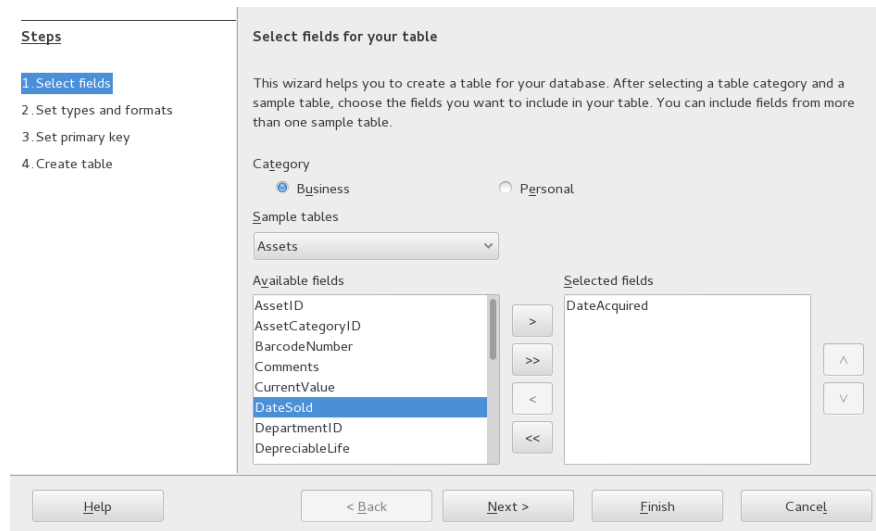 Steps
1. Select fields
2. Set types and formats
3. Set primary key
4. Create table
Select fields for your table
This wizard helps you to create a table for your database. After selecting a table category and a
sample table, choose the fields you want to include in your table. You can include fields from more
than one sample table.
Category
Business
Personal
Sample tables
Assets
Available fields
AssetID
AssetCategoryID
BarcodeNumber
Comments
CurrentValue
DateSold
DepartmentID
DepreciableLife
>
>>
<
<<
Selected fields
DateAcquired
Help
< Back
Next >
Finish
Cancel